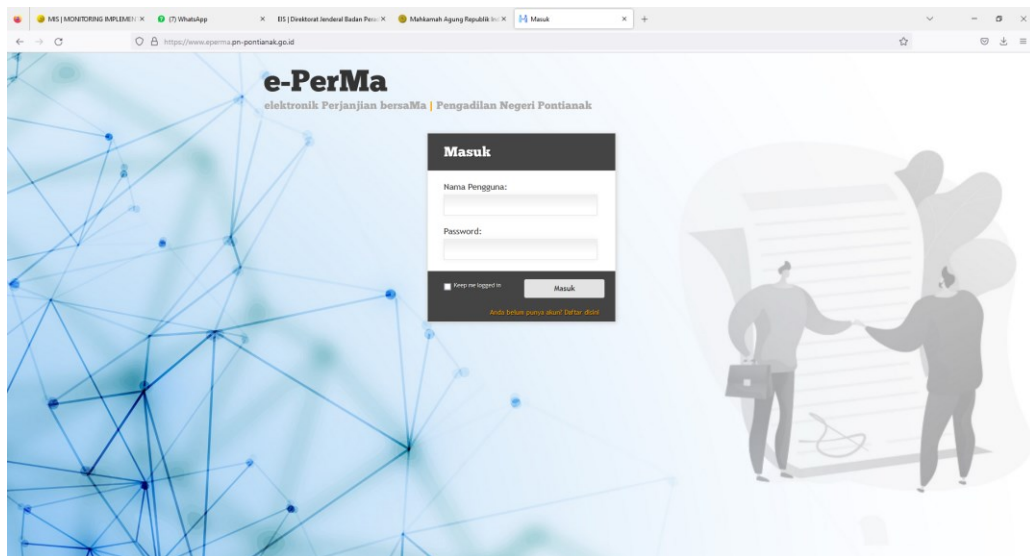 MIS | MONITORING IMPLEMEN
(7) WhatsApp
EIS | Direktorat Jenderal Badan Pera
Mahkamah Agung Republik In
Masuk
https://www.eperma.pn-pontianak.go.id
e-PerMa
elektronik Perjanjian bersaMa | Pengadilan Negeri Pontianak
Masuk
Nama Pengguna:
Password:
Keep me logged in
Masuk
Anda belum punya akun? Daftar disini